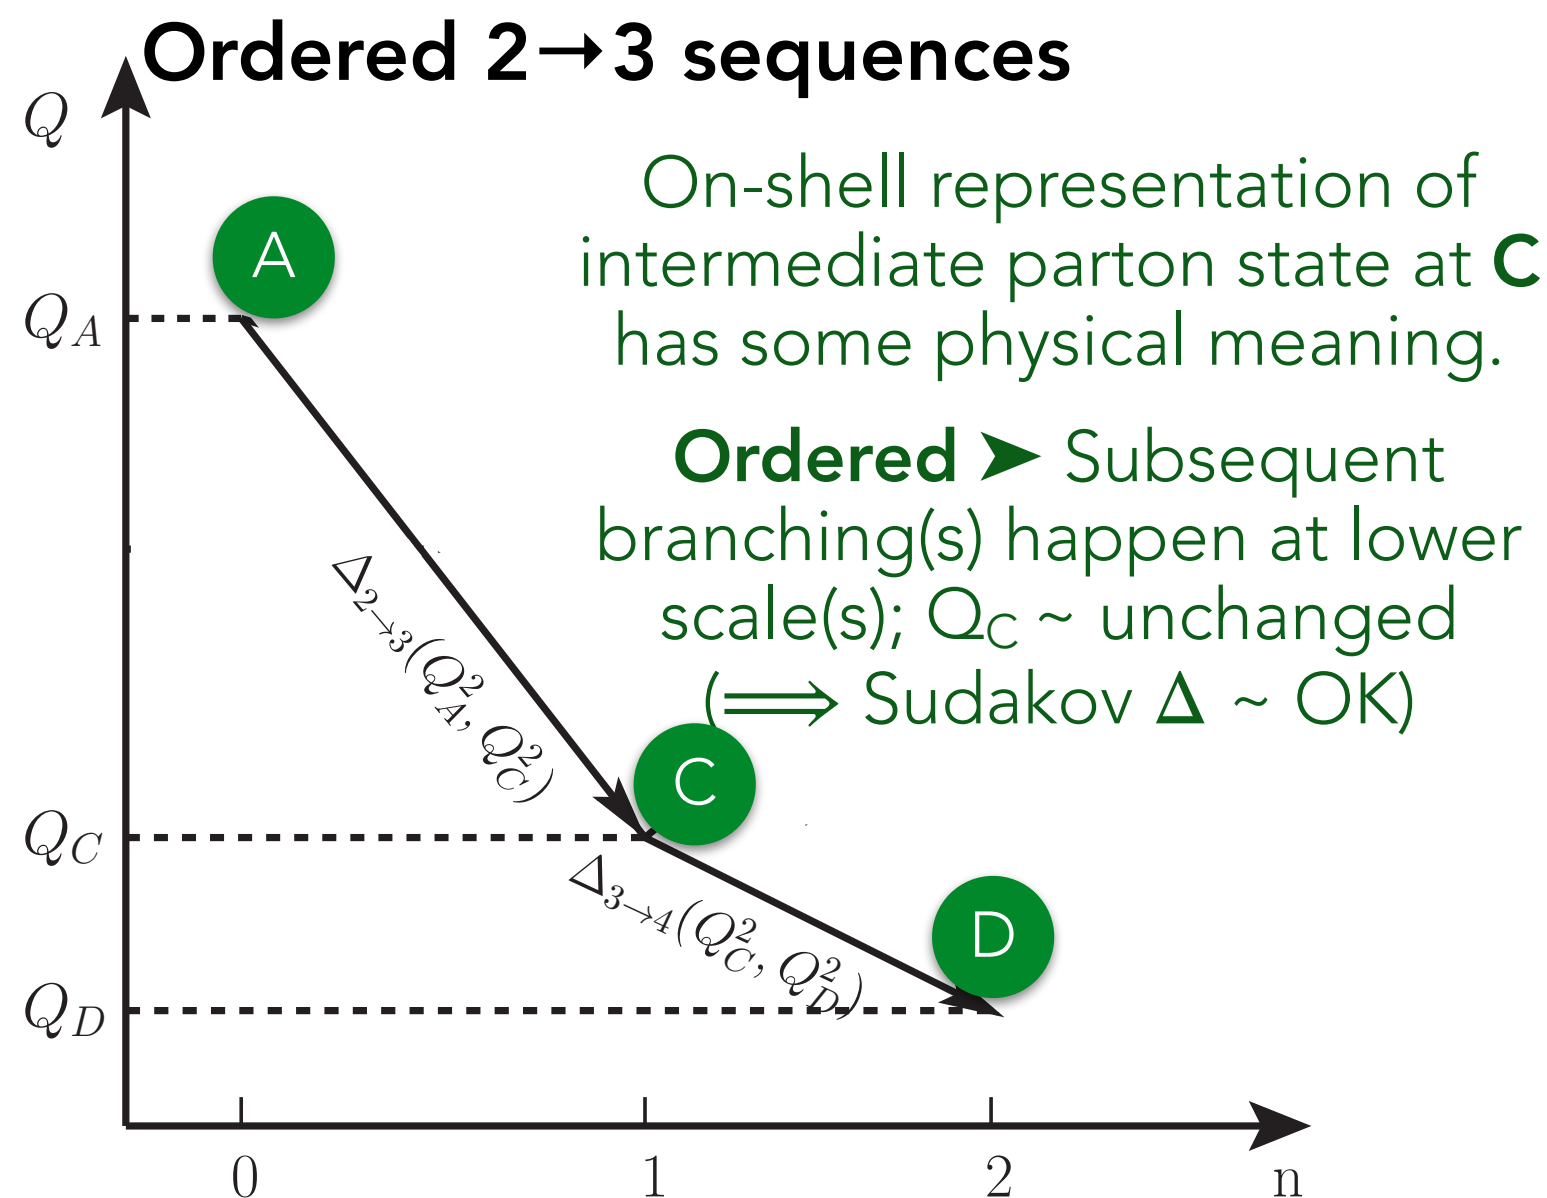 Ordered 2→3 sequences
Q
A
On-shell representation of
intermediate parton state at C
has some physical meaning.
Q_A
Ordered ➤ Subsequent
branching(s) happen at lower
scale(s); Q_C ~ unchanged
(⟹ Sudakov Δ ~ OK)
Δ_{2→3}(Q_A^2, Q_C^2)
C
Q_C
Δ_{3→4}(Q_C^2, Q_D^2)
D
Q_D
0 1 2 n